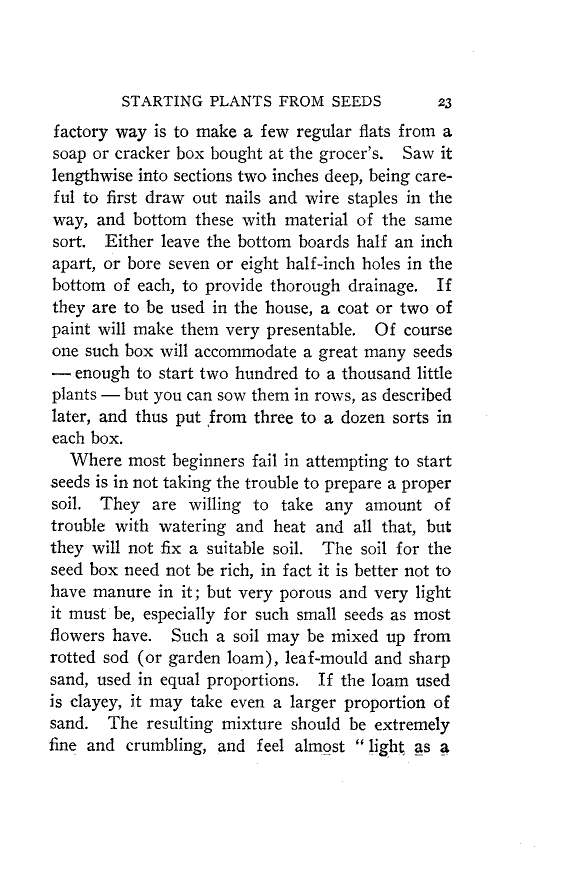 STARTING PLANTS FROM SEEDS 23
factory way is to make a few regular flats from a
soap or cracker box bought at the grocer's. Saw it
lengthwise into sections two inches deep, being care-
ful to first draw out nails and wire staples in the
way, and bottom these with material of the same
sort. Either leave the bottom boards half an inch
apart, or bore seven or eight half-inch holes in the
bottom of each, to provide thorough drainage. If
they are to be used in the house, a coat or two of
paint will make them very presentable. Of course
one such box will accommodate a great many seeds
— enough to start two hundred to a thousand little
plants — but you can sow them in rows, as described
later, and thus put from three to a dozen sorts in
each box.
Where most beginners fail in attempting to start
seeds is in not taking the trouble to prepare a proper
soil. They are willing to take any amount of
trouble with watering and heat and all that, but
they will not fix a suitable soil. The soil for the
seed box need not be rich, in fact it is better not to
have manure in it; but very porous and very light
it must be, especially for such small seeds as most
flowers have. Such a soil may be mixed up from
rotted sod (or garden loam), leaf-mould and sharp
sand, used in equal proportions. If the loam used
is clayey, it may take even a larger proportion of
sand. The resulting mixture should be extremely
fine and crumbling, and feel almost "light as a